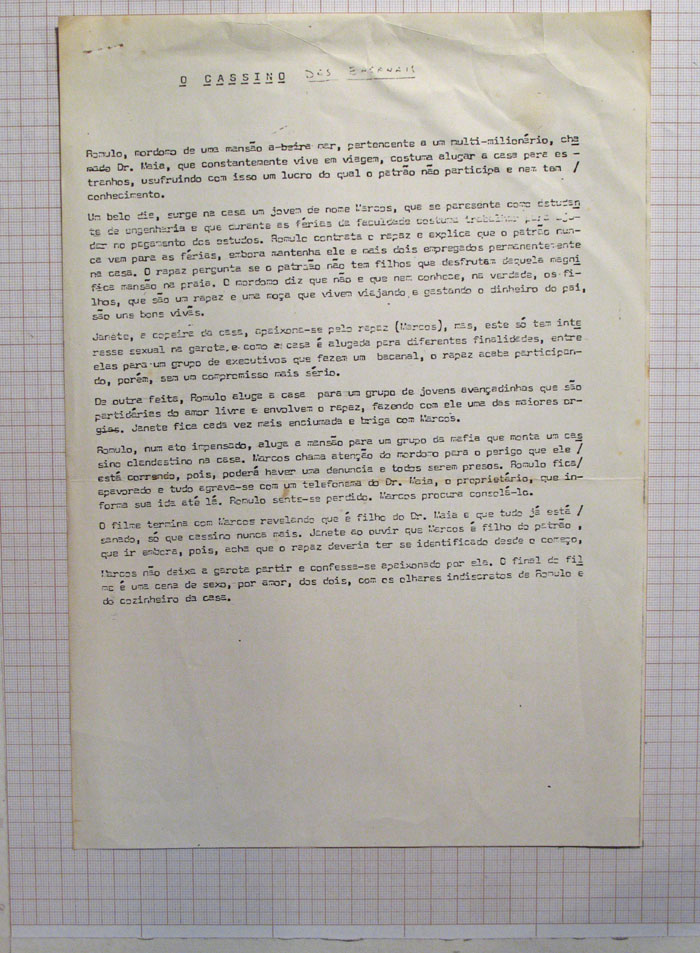 O CASSINO DAS BACANAIS
Romulo, mordomo de uma mansão a-beira mar, partencente a um multi-milionário, cha
mado Dr. Maia, que constantemente vive em viagem, costuma alugar a casa para es -
tranhos, usufruindo com isso um lucro do qual o patrão não participa e nem tem /
conhecimento.
Um belo dia, surge na casa um jovem de nome Marcos, que se paresenta como estudan
te de engenharia e que durante as férias da faculdade costuma trabalhar para aju-
dar no pagamento dos estudos. Romulo contrata o rapaz e explica que o patrão nun-
ca vem para as férias, embora mantenha ele e mais dois empregados permanentemente
na casa. O rapaz pergunta se o patrão não tem filhos que desfrutem daquela magni
fica mansão na praia. O mordomo diz que não e que nem conhece, na verdade, os fi-
lhos, que são um rapaz e uma moça que vivem viajando e gastando o dinheiro do pai,
são uns bons vivãs.
Janete, a copeira da casa, apaixona-se pelo rapaz (Marcos), mas, este só tem inte
resse sexual na garota, e como a casa é alugada para diferentes finalidades, entre
elas para um grupo de executivos que fazem um bacanal, o rapaz acaba participan-
do, porém, sem um compromisso mais sério.
De outra feita, Romulo aluga a casa para um grupo de jovens avançadinhos que são
partidárias do amor livre e envolvem o rapaz, fazendo com ele uma das maiores or-
gias. Janete fica cada vez mais enciumada e briga com Marcos.
Romulo, num ato impensado, aluga a mansão para um grupo da mafia que monta um cas
sino clandestino na casa. Marcos chama atenção do mordomo para o perigo que ele /
está correndo, pois, poderá haver uma denuncia e todos serem presos. Romulo fica/
apavorado e tudo agrava-se com um telefonema do Dr. Maia, o proprietário, que in-
forma sua ida até lá. Romulo sente-se perdido. Marcos procura consolá-lo.
O filme termina com Marcos revelando que é filho do Dr. Maia e que tudo já está /
sanado, só que cassino nunca mais. Janete ao ouvir que Marcos é filho do patrão ,
que ir embora, pois, acha que o rapaz deveria ter se identificado desde o começo,
Marcos não deixa a garota partir e confessa-se apaixonado por ela. O final do fil
me é uma cena de sexo, por amor, dos dois, com os olhares indiscretos de Romulo e
do cozinheiro da casa.